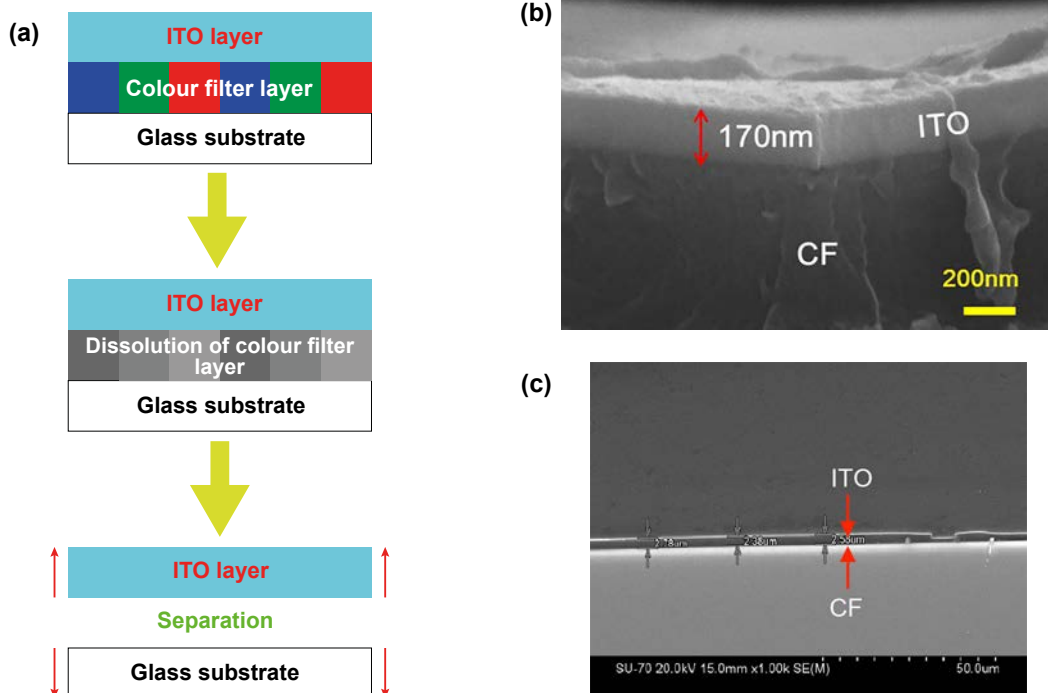 (a)
ITO layer
Colour filter layer
Glass substrate
ITO layer
Dissolution of colour filter
layer
Glass substrate
ITO layer
Separation
Glass substrate
(b)
170nm
ITO
CF
200nm
(c)
ITO
2.38um
2.58um
CF
SU-70 20.0kV 15.0mm x1.00k SE(M)
50.0um